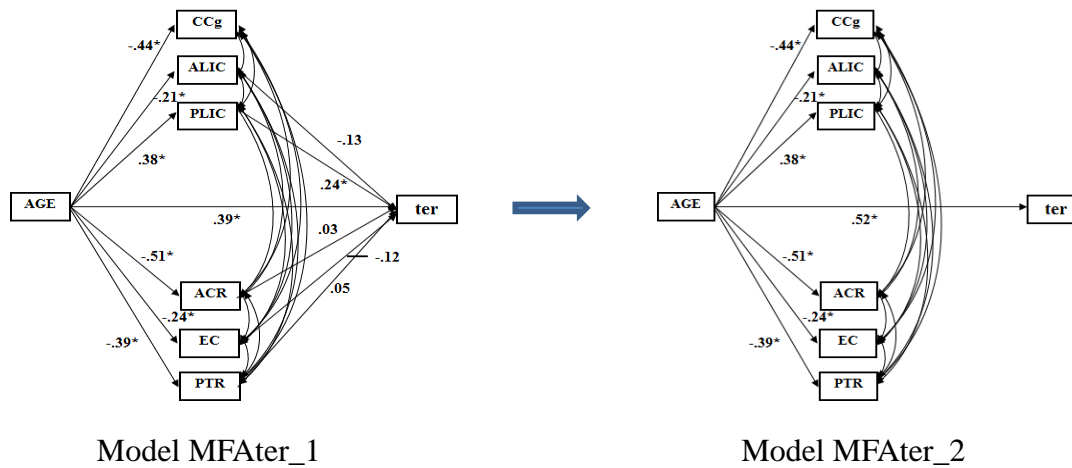 CCg
-.44*
ALIC
-.21*
PLIC
-.13
.38*
.24*
AGE
.39*
ter
.03
-.51*
-.12
ACR
.05
-.24*
EC
-.39*
PTR
Model MFAter_1
CCg
-.44*
ALIC
-.21*
PLIC
.38*
AGE
.52*
ter
-.51*
ACR
-.24*
EC
-.39*
PTR
Model MFAter_2